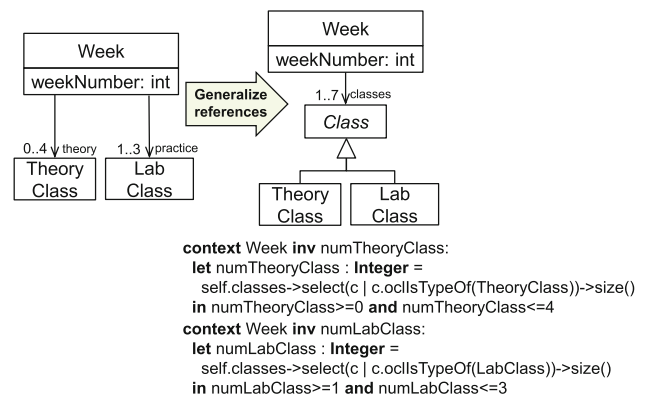 Week
weekNumber: int
0..4 theory
1..3 practice
Theory
Class
Lab
Class
Generalize
references
Week
weekNumber: int
1..7 classes
Class
Theory
Class
Lab
Class
context Week inv numTheoryClass:
let numTheoryClass : Integer =
self.classes->select(c | c.oclIsTypeOf(TheoryClass))->size()
in numTheoryClass>=0 and numTheoryClass<=4
context Week inv numLabClass:
let numLabClass : Integer =
self.classes->select(c | c.oclIsTypeOf(LabClass))->size()
in numLabClass>=1 and numLabClass<=3